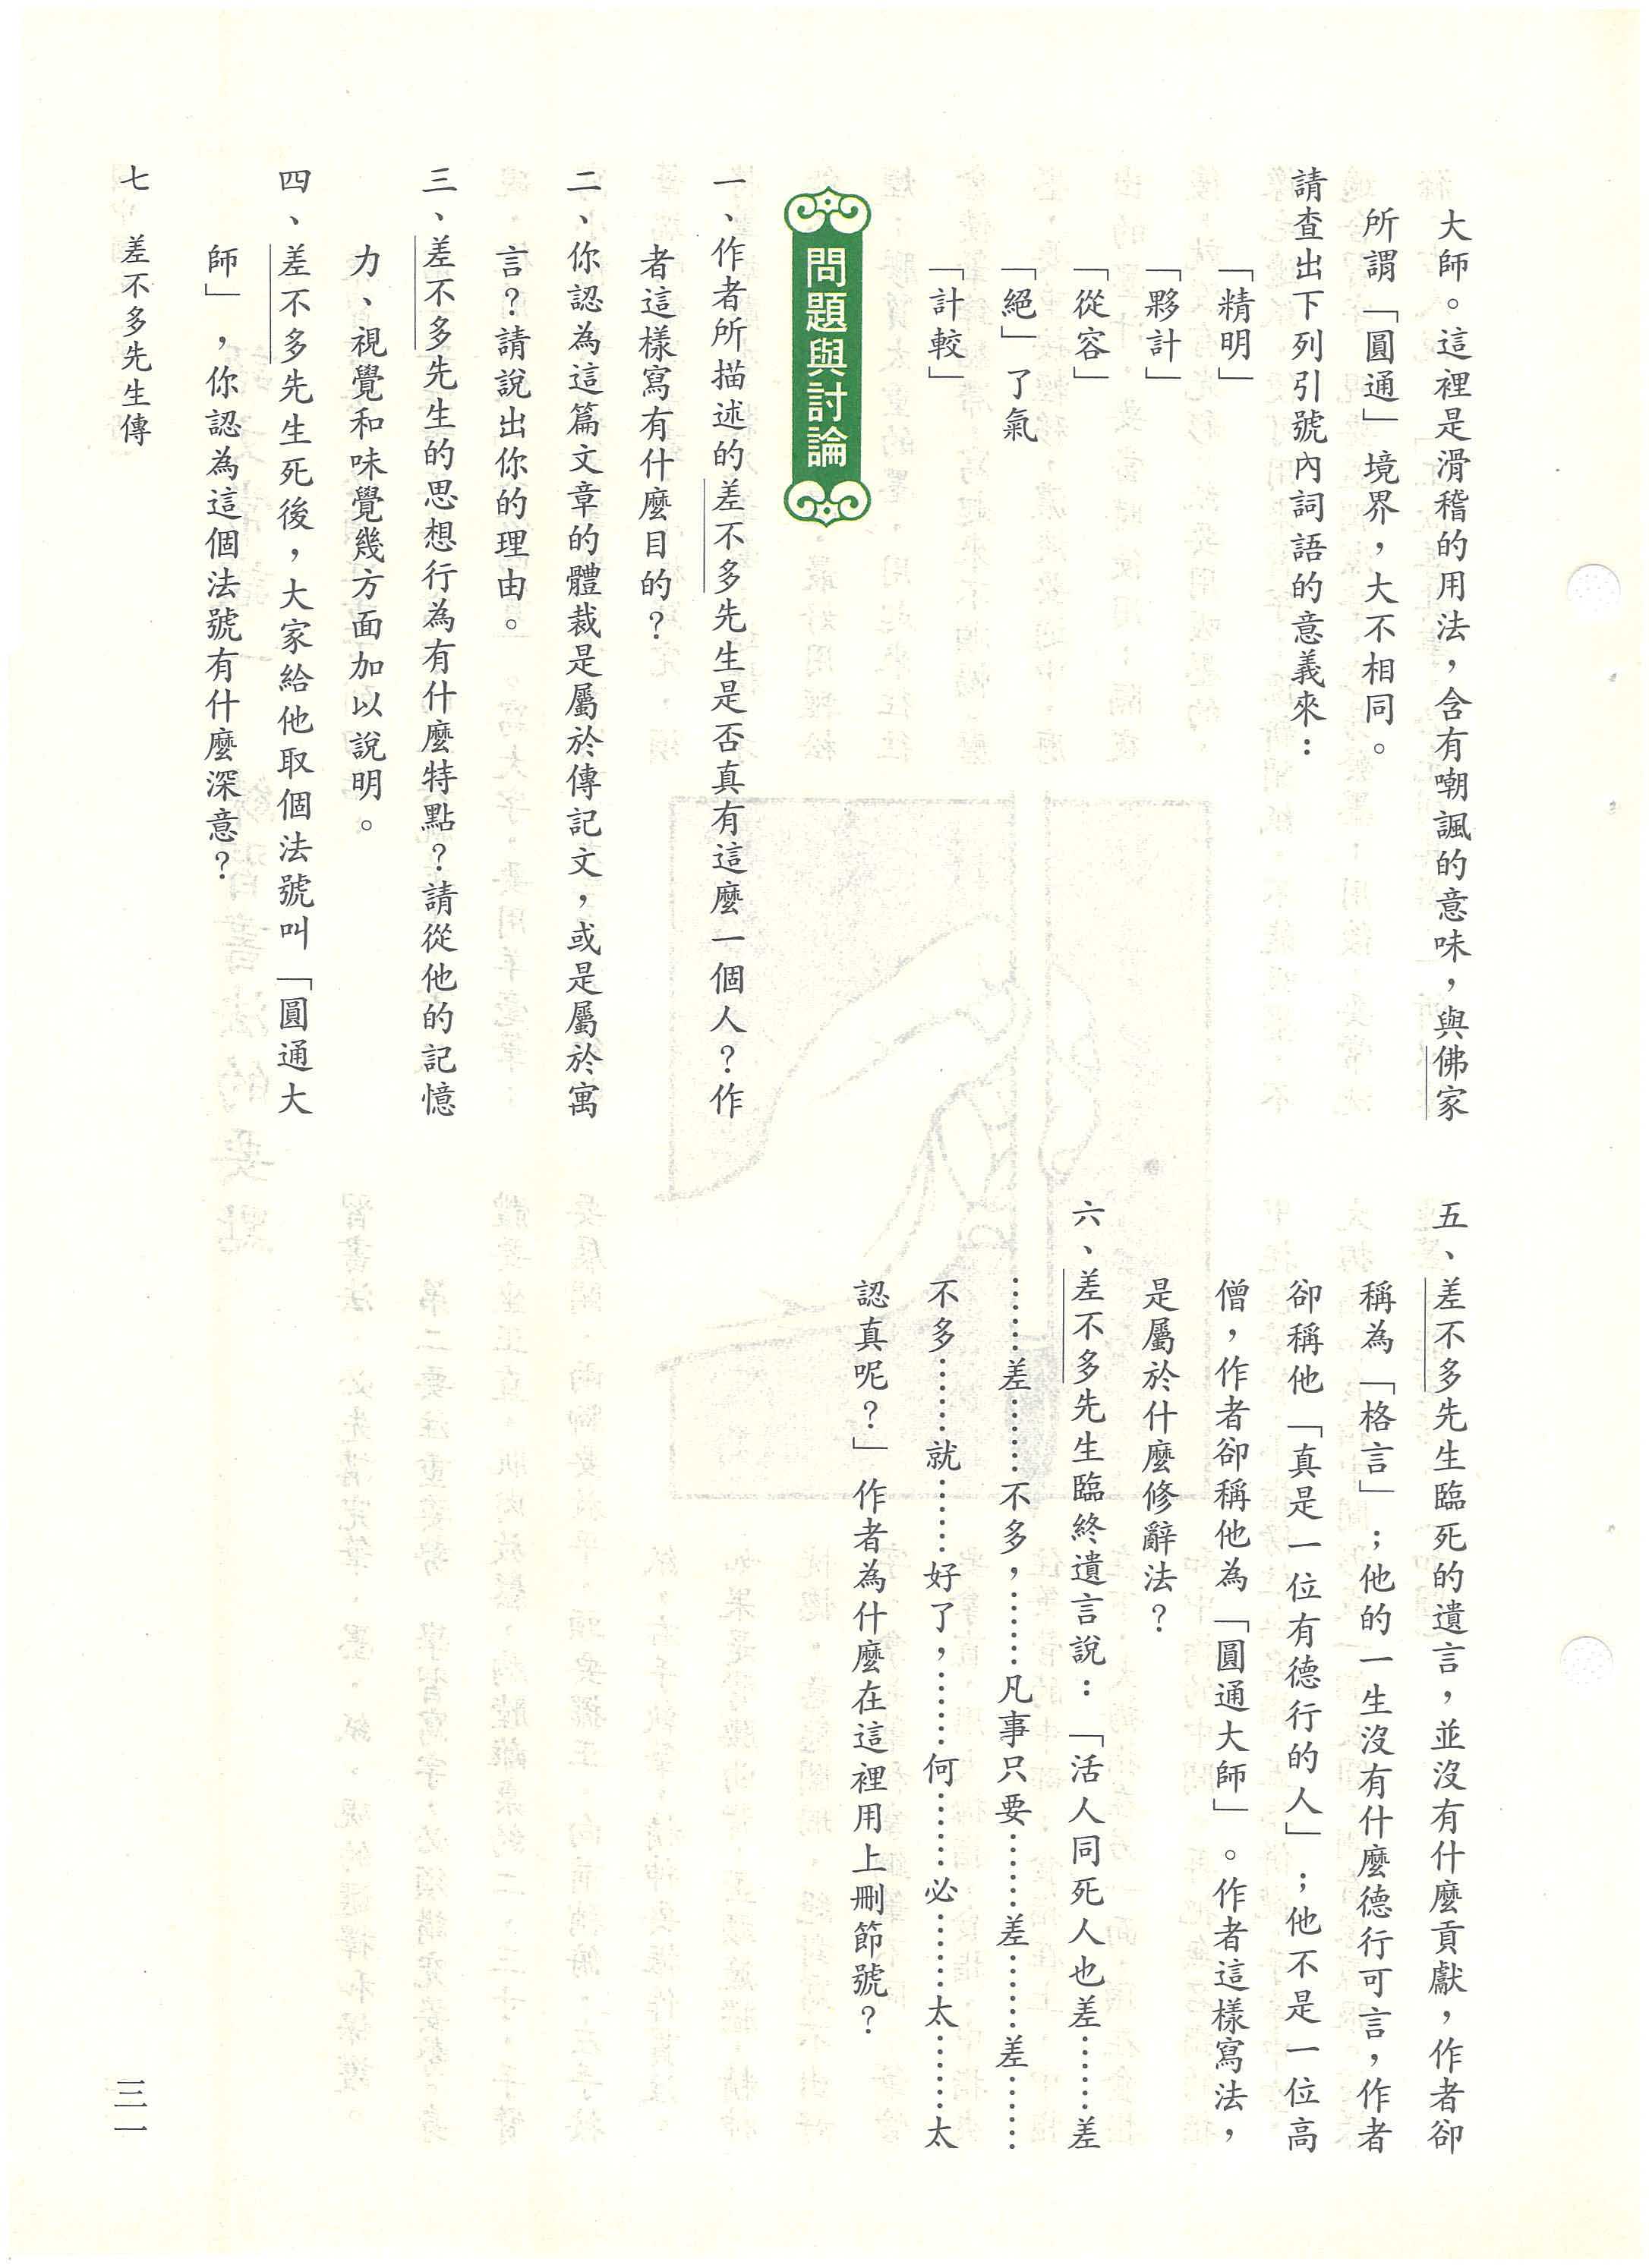 大師。這裡是滑稽的用法，含有嘲諷的意味，與佛家
所謂「圓通」境界，大不相同。
請查出下列引號內詞語的意義來：
「精明」
「夥計」
「從容」
「絕」了氣
「計較」
問題與討論
一、作者所描述的差不多先生是否真有這麼一個人？作
者這樣寫有什麼目的？
二、你認為這篇文章的體裁是屬於傳記文，或是屬於寓
言？請說出你的理由。
三、差不多先生的思想行為有什麼特點？請從他的記憶
力、視覺和味覺幾方面加以說明。
四、差不多先生死後，大家給他取個法號叫「圓通大
師」，你認為這個法號有什麼深意？
五、差不多先生臨死的遺言，並沒有什麼貢獻，作者卻
稱為「格言」；他的一生沒有什麼德行可言，作者
卻稱他「真是一位有德行的人」；他不是一位高
僧，作者卻稱他為「圓通大師」。作者這樣寫法，
是屬於什麼修辭法？
六、差不多先生臨終遺言說：「活人同死人也差……差
……差……不多，……凡事只要……差……差……
不多……就……好了，……何……必……太……太
認真呢？」作者為什麼在這裡用上刪節號？
七 差不多先生傳
三一